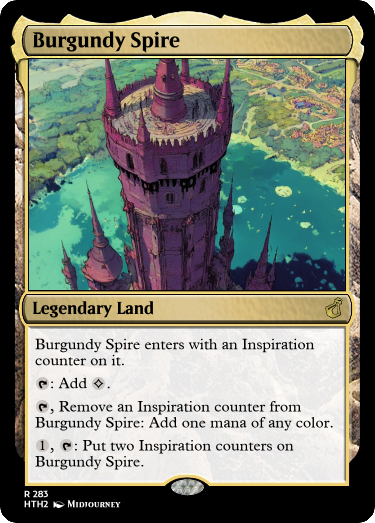 Burgundy Spire
Legendary Land
Burgundy Spire enters with an Inspiration
counter on it.
: Add .
, Remove an Inspiration counter from
Burgundy Spire: Add one mana of any color.
1, : Put two Inspiration counters on
Burgundy Spire.
R 283
HTH2 Midjourney